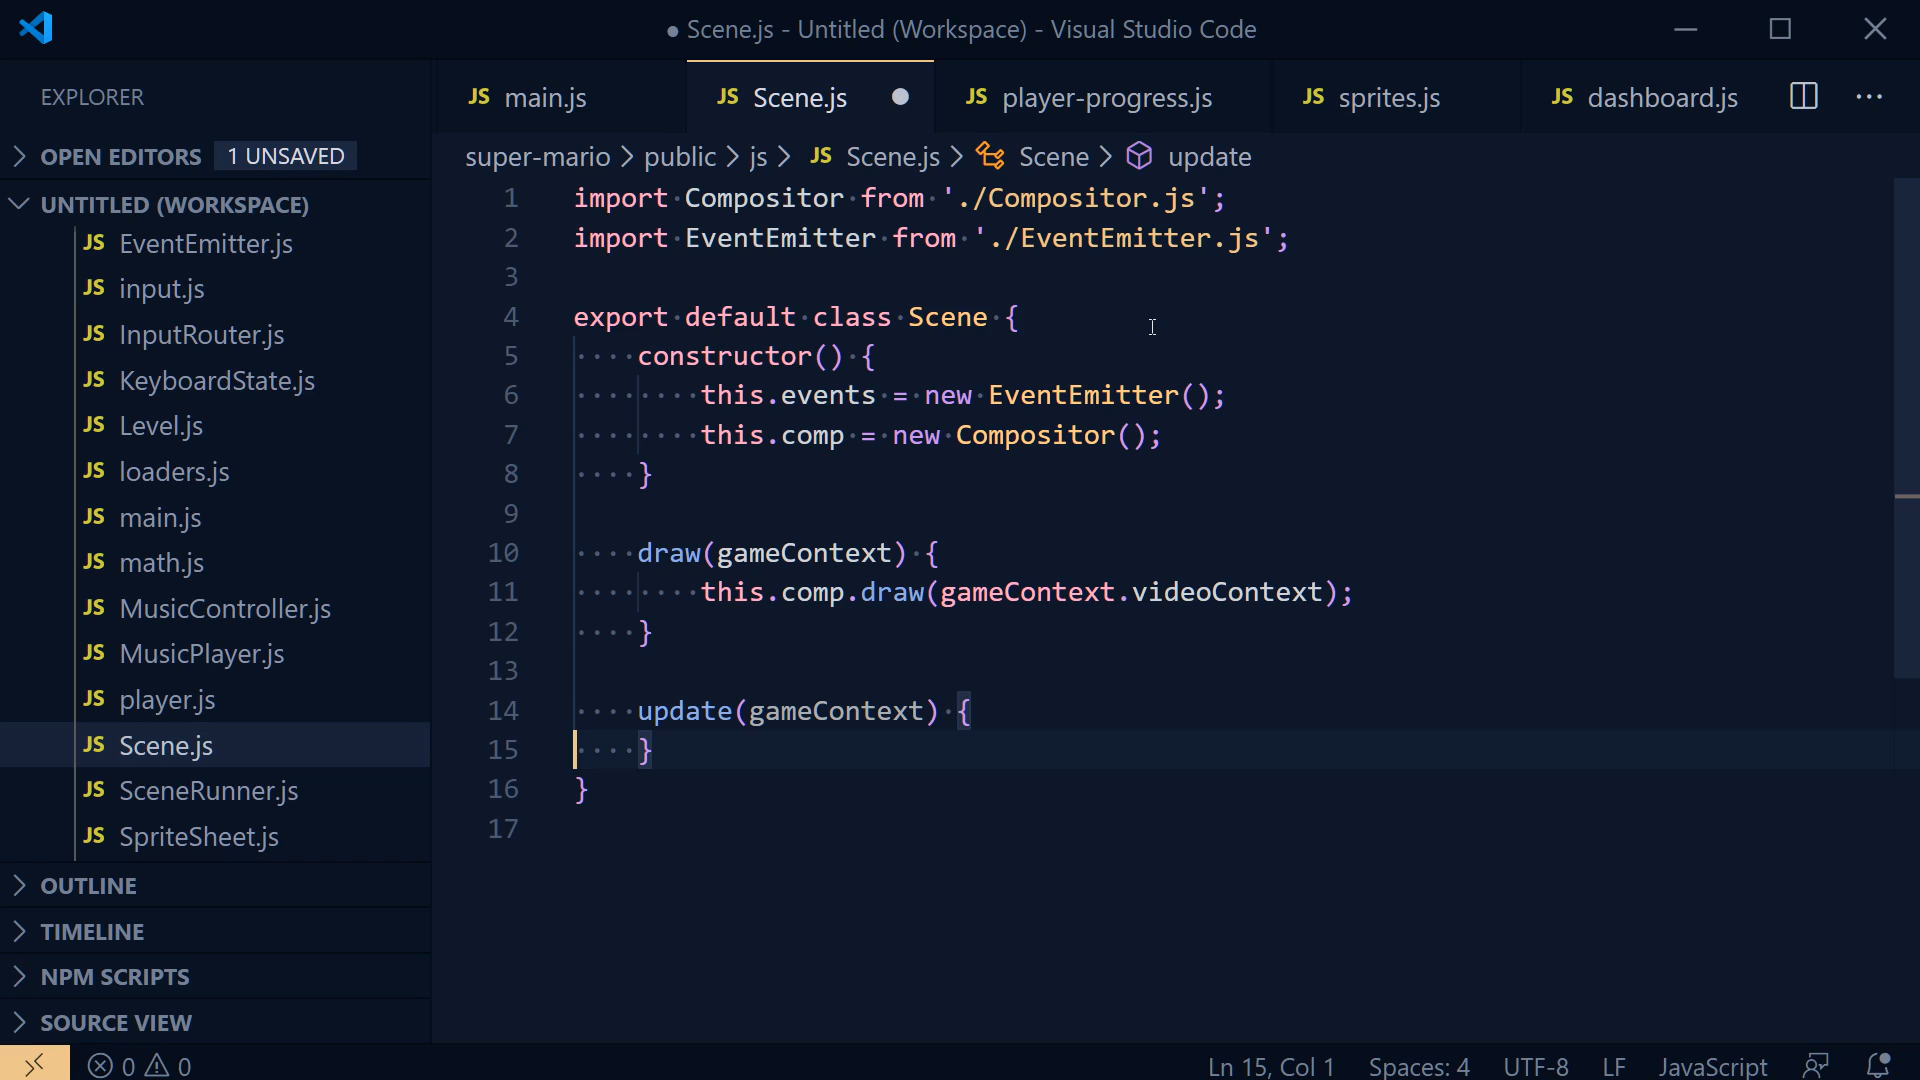 ● Scene.js - Untitled (Workspace) - Visual Studio Code
EXPLORER
OPEN EDITORS 1 UNSAVED
UNTITLED (WORKSPACE)
JS EventEmitter.js
JS input.js
JS InputRouter.js
JS KeyboardState.js
JS Level.js
JS loaders.js
JS main.js
JS math.js
JS MusicController.js
JS MusicPlayer.js
JS player.js
JS Scene.js
JS SceneRunner.js
JS SpriteSheet.js
OUTLINE
TIMELINE
NPM SCRIPTS
SOURCE VIEW
JS main.js JS Scene.js JS player-progress.js JS sprites.js JS dashboard.js
super-mario > public > js > JS Scene.js > Scene > update
1 import Compositor from './Compositor.js';
2 import EventEmitter from './EventEmitter.js';
3
4 export default class Scene {
5     constructor() {
6         this.events = new EventEmitter();
7         this.comp = new Compositor();
8     }
9
10     draw(gameContext) {
11         this.comp.draw(gameContext.videoContext);
12     }
13
14     update(gameContext) {
15     }
16 }
17
0 0 Ln 15, Col 1 Spaces: 4 UTF-8 LF JavaScript